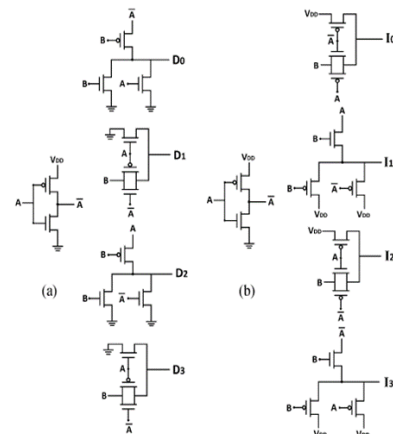 A̅
B
D0
B A
D1
A
B
A̅
VDD
A A̅
(a)
A
B
D2
B A̅
D3
A
B
A̅
VDD
A̅ I0
B
A
A
B
I1
B A̅
VDD VDD
VDD
A A̅
(b)
VDD
A I2
B
A̅
A̅
B
I3
B A
VDD VDD